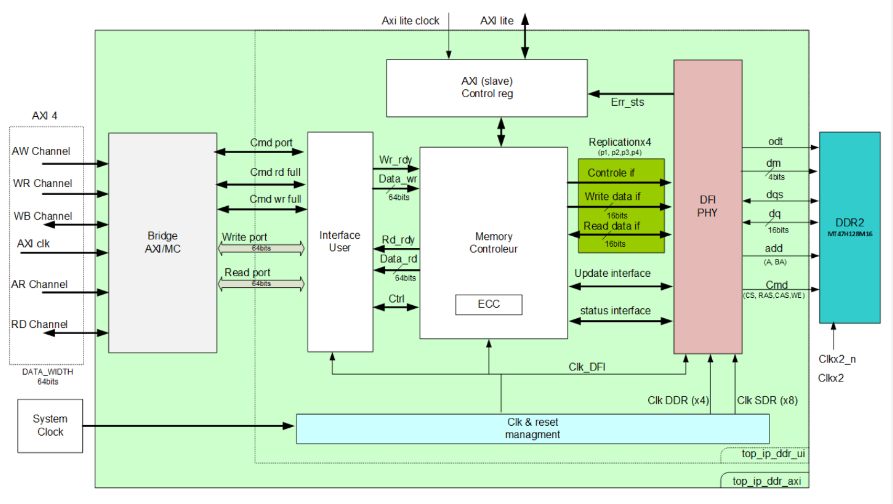 Axi lite clock
AXI lite
AXI (slave)
Control reg
Err_sts
AXI 4
AW Channel
WR Channel
WB Channel
AXI clk
AR Channel
RD Channel
DATA_WIDTH
64bits
Bridge
AXI/MC
Cmd port
Cmd rd full
Cmd wr full
Write port
64bits
Read port
64bits
Interface
User
Wr_rdy
Data_wr
64bits
Rd_rdy
Data_rd
64bits
Ctrl
Memory
Controleur
ECC
Replicationx4
(p1, p2,p3,p4)
Controle if
Write data if
16bits
Read data if
16bits
Update interface
status interface
DFI
PHY
odt
dm
4bits
dqs
dq
16bits
add
(A, BA)
Cmd
(CS, RAS,CAS,WE)
DDR2
MT47H128M16
Clkx2_n
Clkx2
Clk_DFI
Clk DDR (x4)
Clk SDR (x8)
System
Clock
Clk & reset
managment
top_ip_ddr_ui
top_ip_ddr_axi